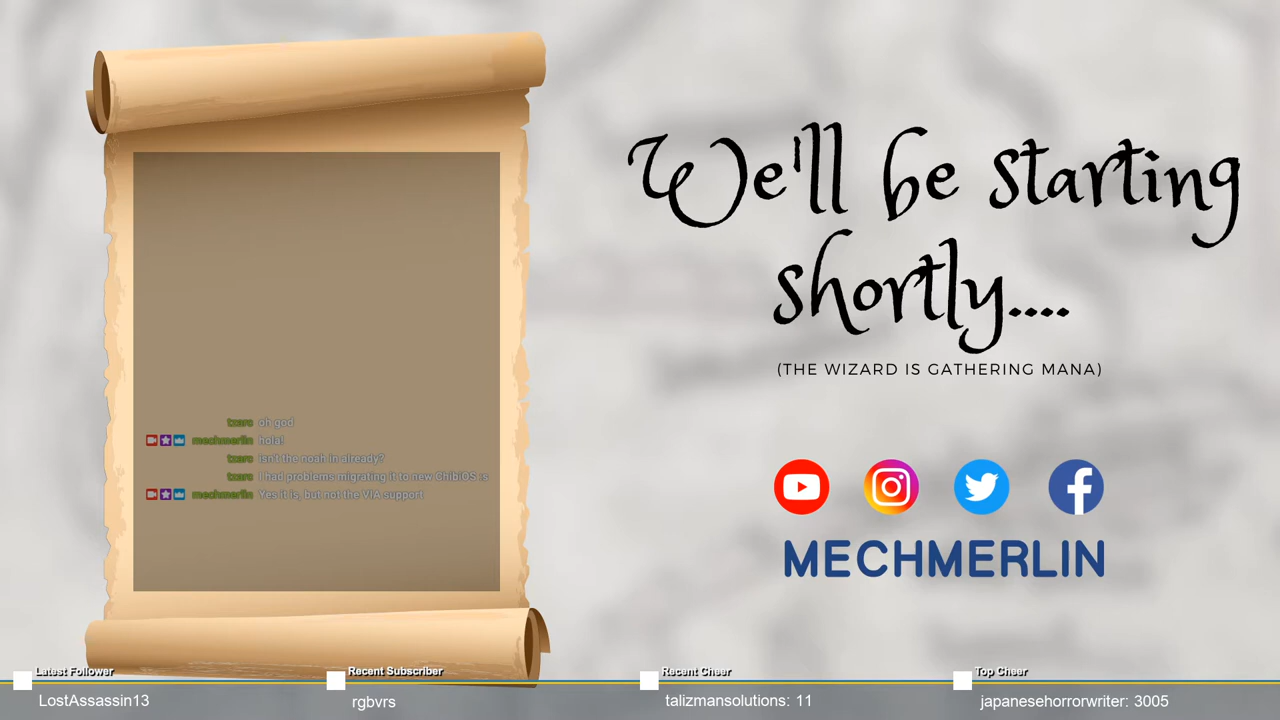 We'll be starting
shortly....
(THE WIZARD IS GATHERING MANA)
tzarc oh god
mechmerlin hola!
tzarc isn't the noah in already?
tzarc I had problems migrating it to new ChibiOS :s
mechmerlin Yes it is, but not the VIA support
MECHMERLIN
Latest Follower
LostAssassin13
Recent Subscriber
rgbvrs
Recent Cheer
talizmansolutions: 11
Top Cheer
japanesehorrorwriter: 3005